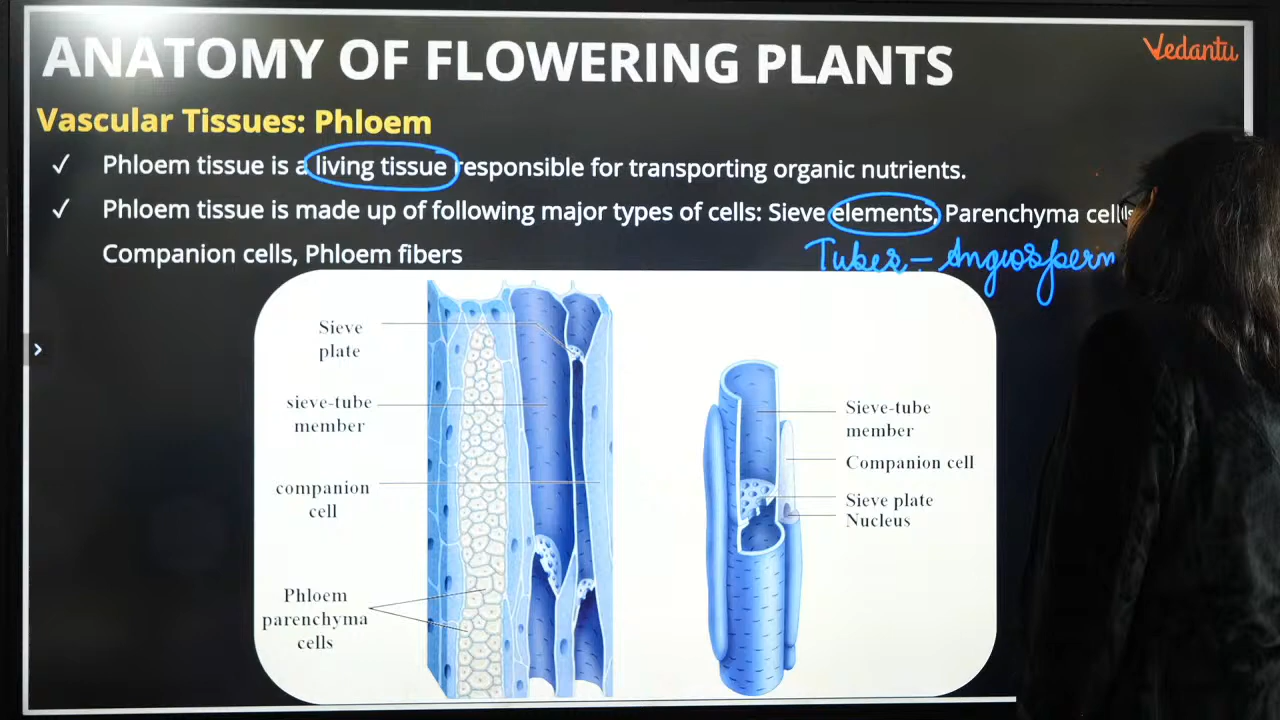 ANATOMY OF FLOWERING PLANTS
Vedantu
Vascular Tissues: Phloem
✓ Phloem tissue is a living tissue responsible for transporting organic nutrients.
✓ Phloem tissue is made up of following major types of cells: Sieve elements, Parenchyma cells
Companion cells, Phloem fibers
Tubes - Angiosperm
Sieve
plate
sieve-tube
member
companion
cell
Phloem
parenchyma
cells
Sieve-tube
member
Companion cell
Sieve plate
Nucleus